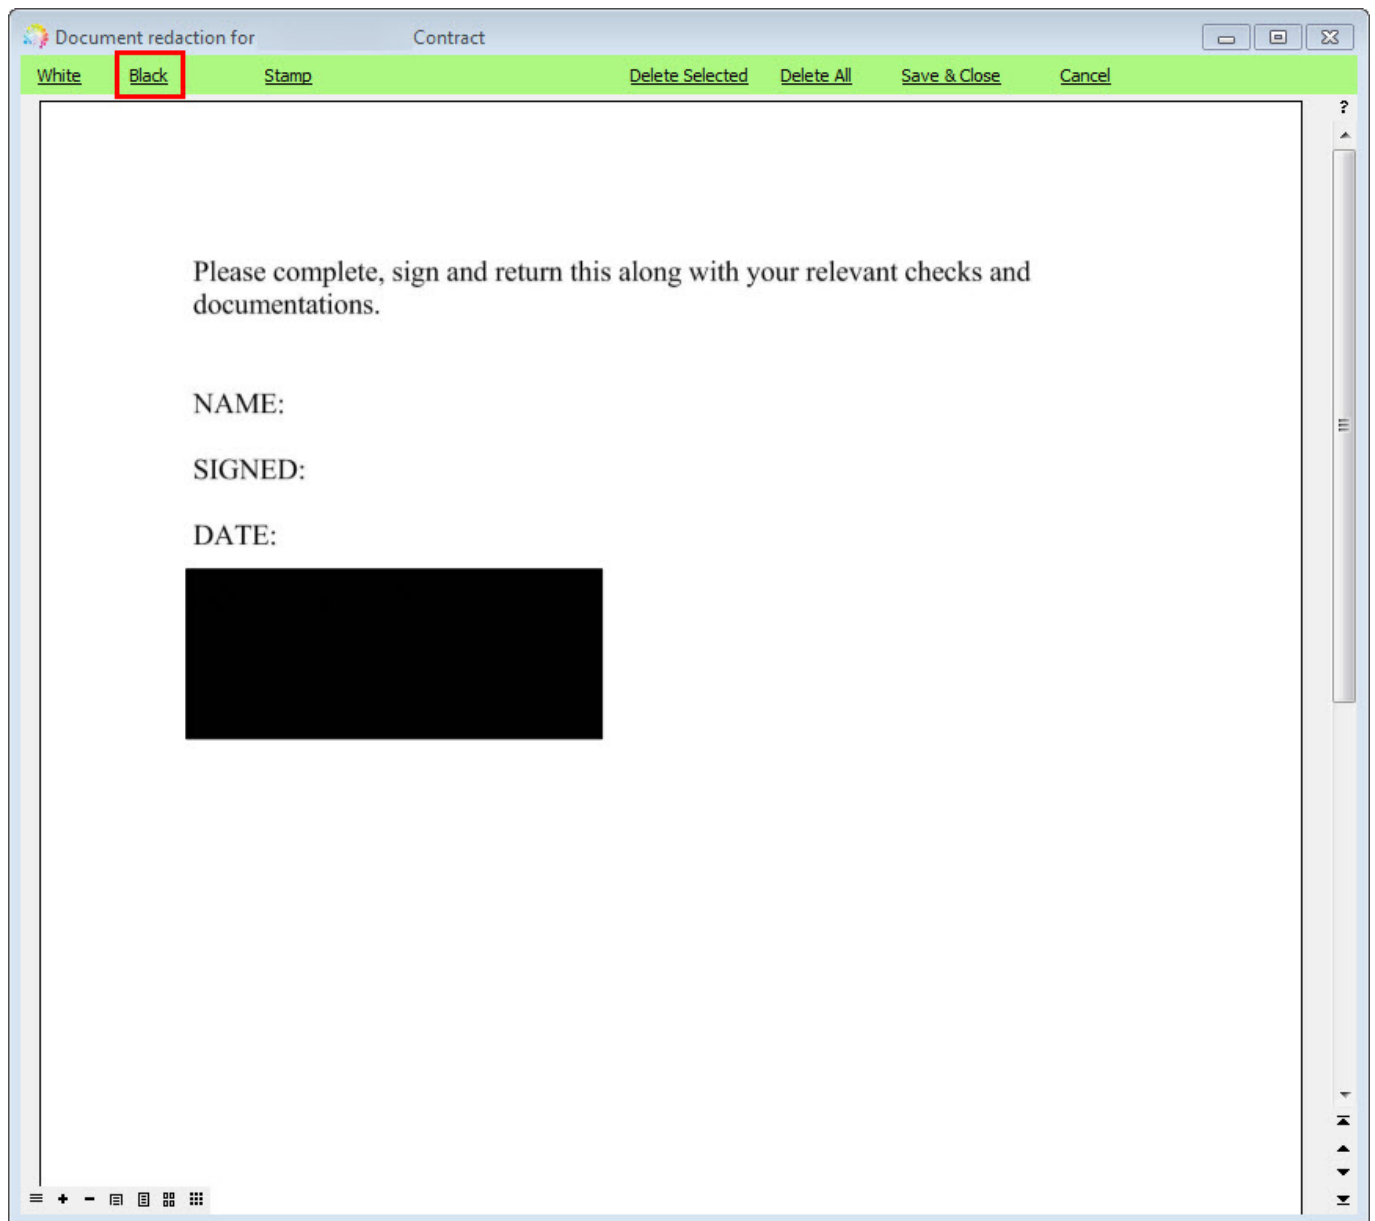 Document redaction for Contract
White Black Stamp Delete Selected Delete All Save & Close Cancel
?
Please complete, sign and return this along with your relevant checks and
documentations.
NAME:
SIGNED:
DATE: